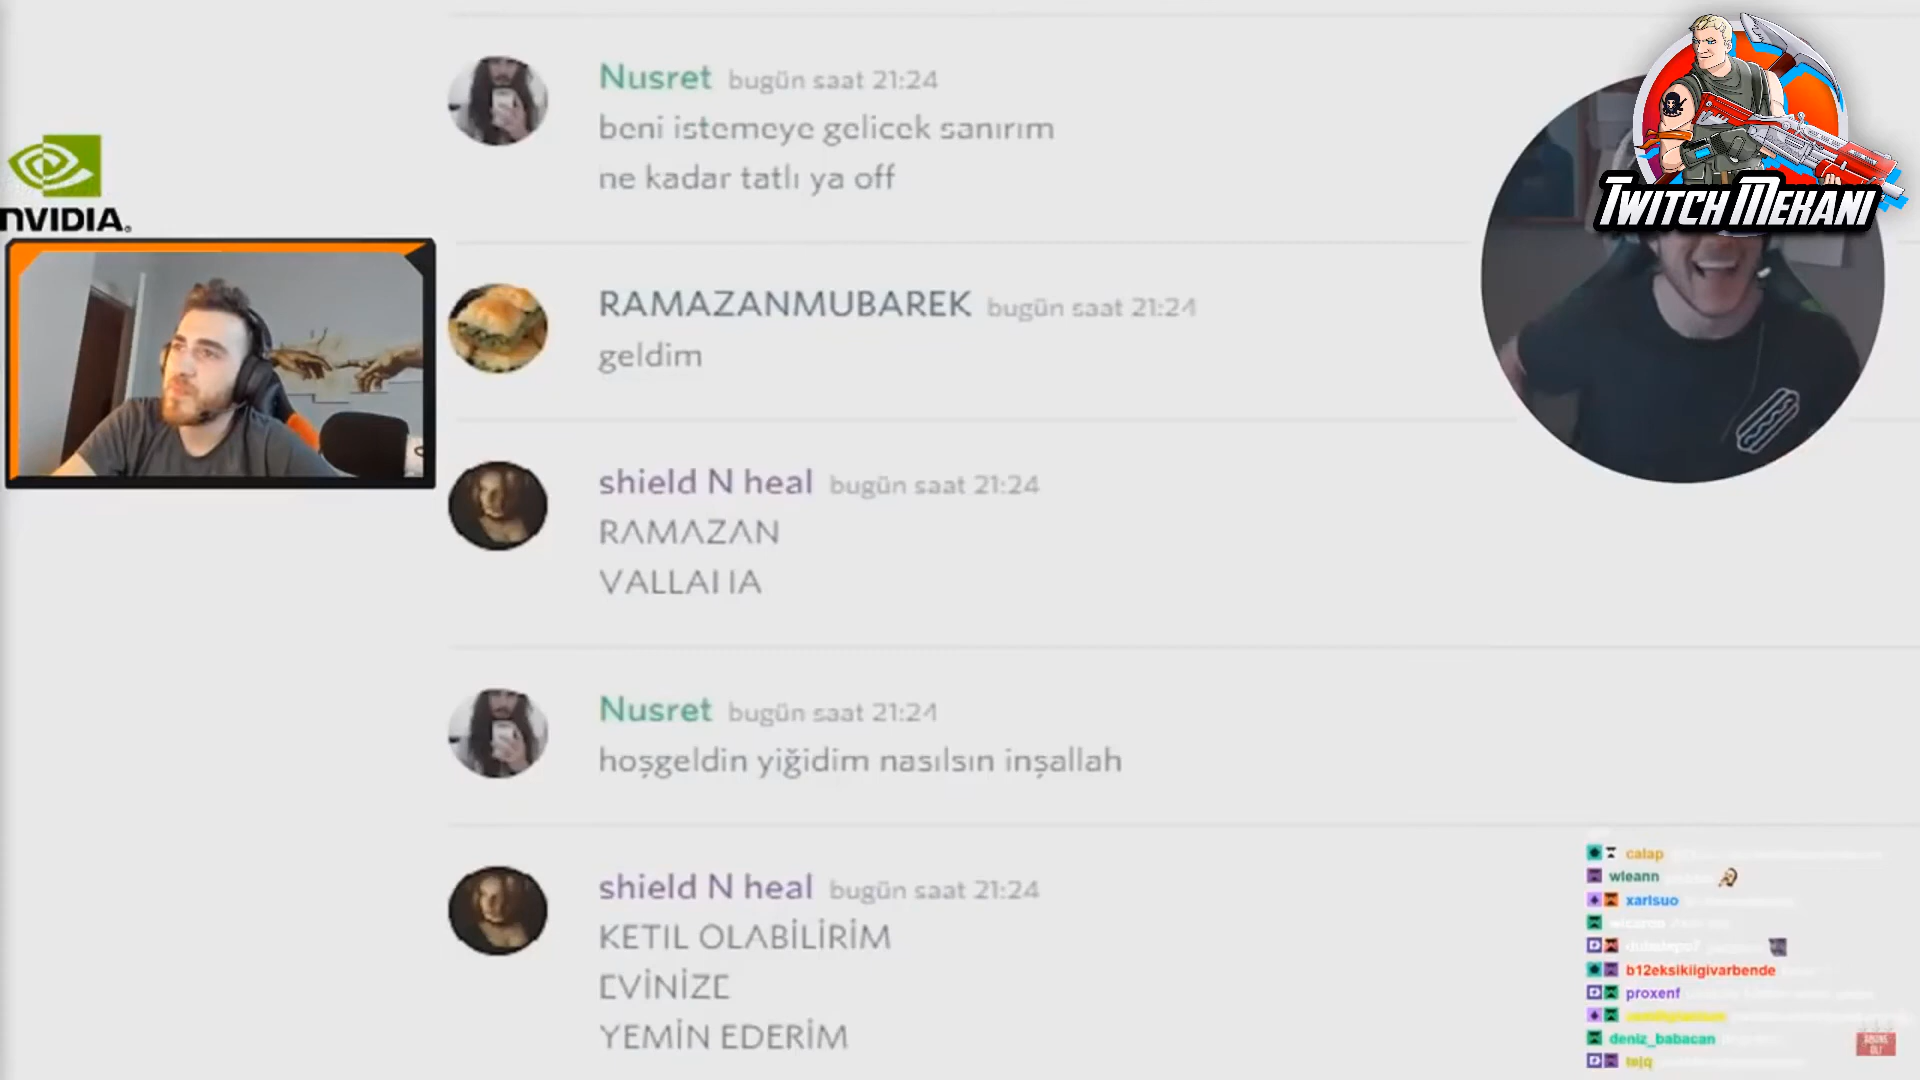 Nusret bugün saat 21:24
beni istemeye gelicek sanırım
ne kadar tatlı ya off
NVIDIA.
TWITCH MEKANI
RAMAZANMUBAREK bugün saat 21:24
geldim
shield N heal bugün saat 21:24
RAMAZAN
VALLAHA
Nusret bugün saat 21:24
hoşgeldin yiğidim nasılsın inşallah
shield N heal bugün saat 21:24
KETIL OLABİLİRİM
EVİNİZE
YEMİN EDERİM
calap
wleann
xarlsuo
b12eksikiigivarbende
proxenf
deniz_babacan
tejq
ABONE
OL!